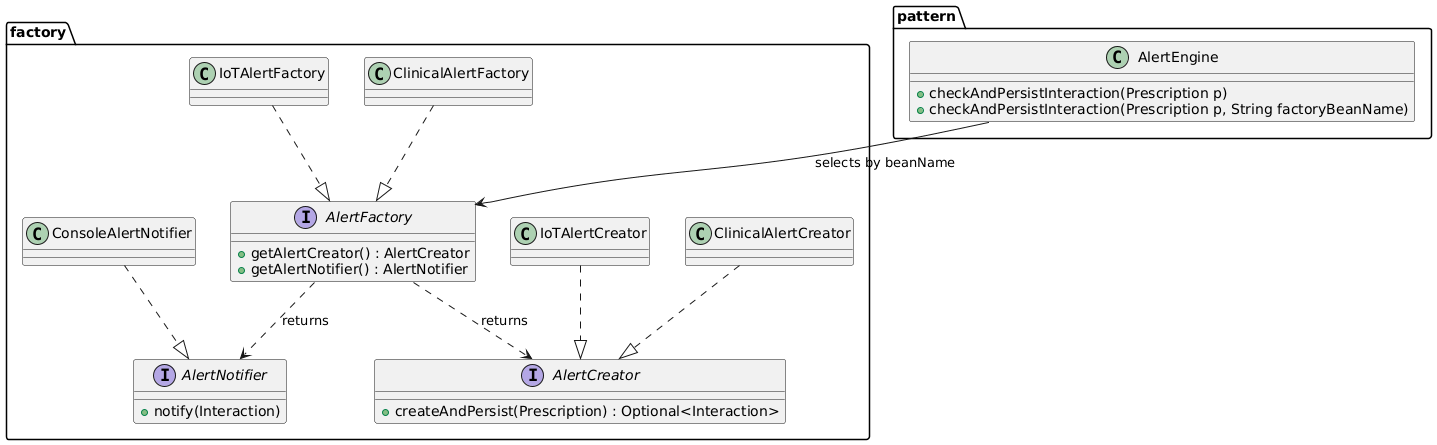 factory
pattern
C AlertEngine
checkAndPersistInteraction(Prescription p)
checkAndPersistInteraction(Prescription p, String factoryBeanName)
C IoTAlertFactory
C ClinicalAlertFactory
selects by beanName
C ConsoleAlertNotifier
I AlertFactory
getAlertCreator() : AlertCreator
getAlertNotifier() : AlertNotifier
C IoTAlertCreator
C ClinicalAlertCreator
returns
returns
I AlertNotifier
notify(Interaction)
I AlertCreator
createAndPersist(Prescription) : Optional<Interaction>